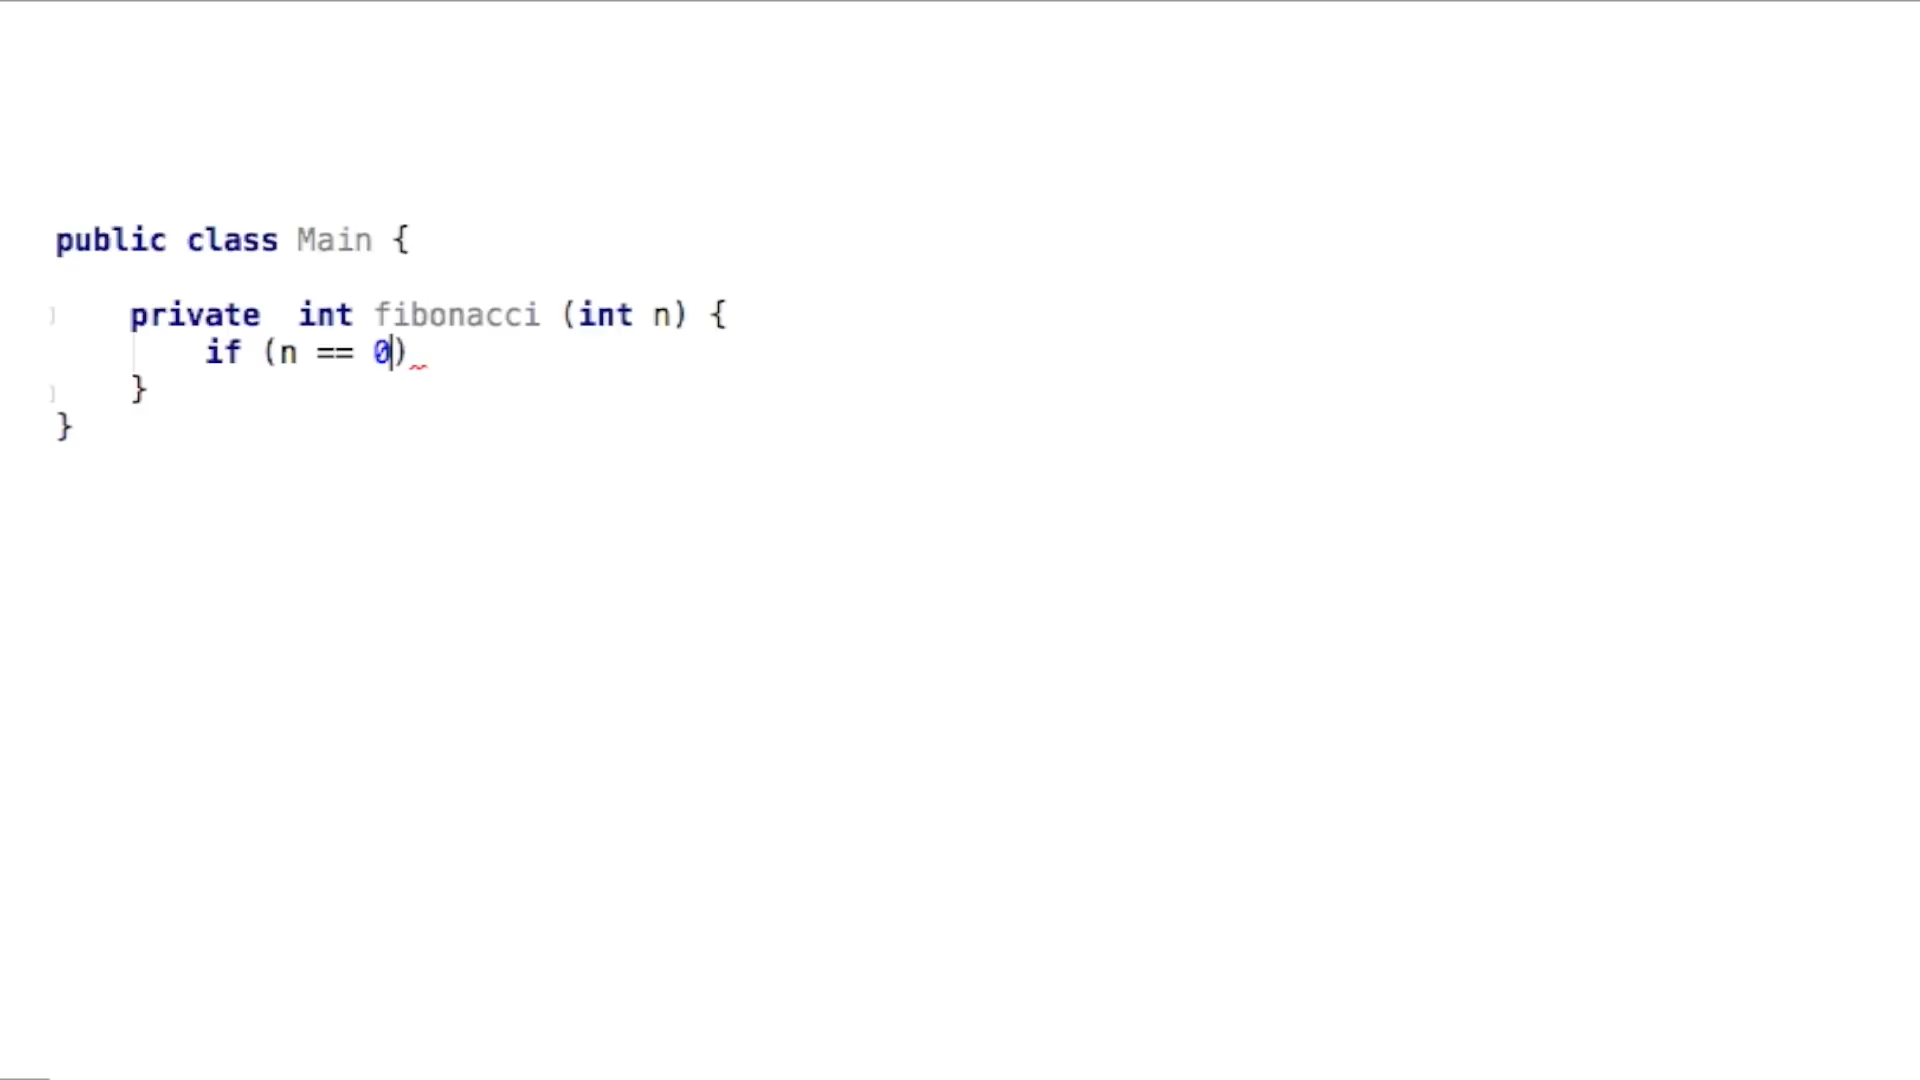 public class Main {
private  int fibonacci (int n) {
if (n == 0)
}
}